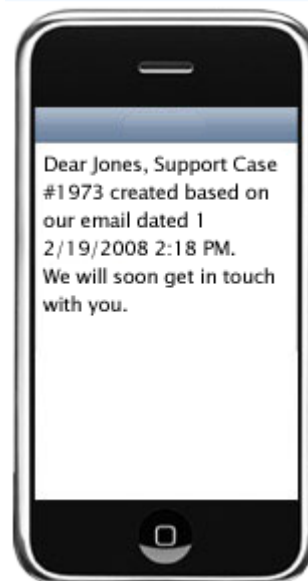 Dear Jones, Support Case
#1973 created based on
our email dated 1
2/19/2008 2:18 PM.
We will soon get in touch
with you.